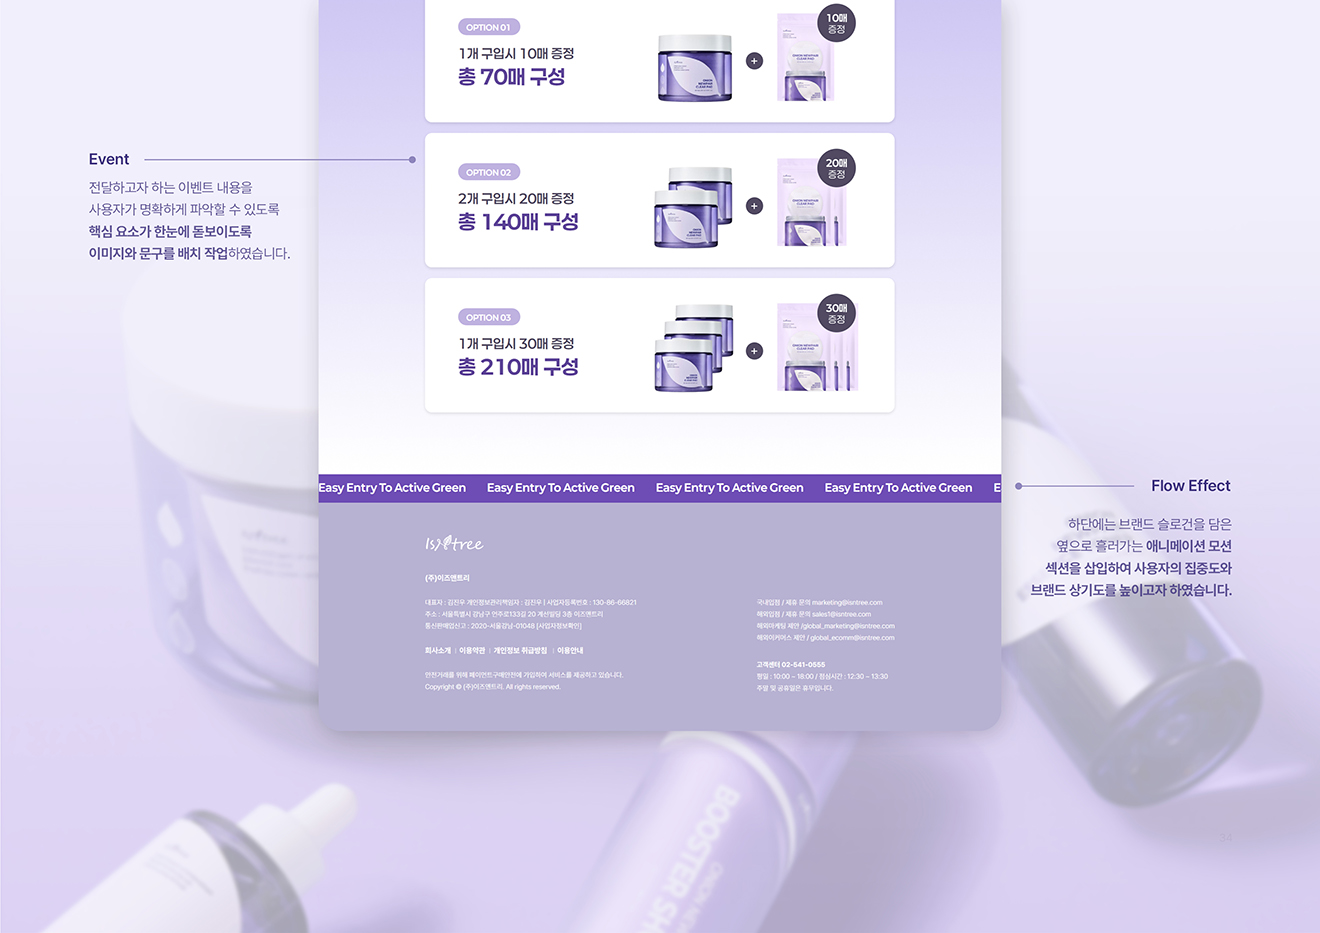 OPTION 01
1개 구입시 10매 증정
총 70매 구성
10매
증정
Event
전달하고자 하는 이벤트 내용을
사용자가 명확하게 파악할 수 있도록
핵심 요소가 한눈에 돋보이도록
이미지와 문구를 배치 작업하였습니다.
OPTION 02
2개 구입시 20매 증정
총 140매 구성
20매
증정
OPTION 03
1개 구입시 30매 증정
총 210매 구성
30매
증정
Easy Entry To Active Green Easy Entry To Active Green Easy Entry To Active Green Easy Entry To Active Green E
Flow Effect
하단에는 브랜드 슬로건을 담은
옆으로 흘러가는 애니메이션 모션
섹션을 삽입하여 사용자의 집중도와
브랜드 상기도를 높이고자 하였습니다.
IsNtree
(주)이즈앤트리
대표자 : 김진우 개인정보관리책임자 : 김진우 | 사업자등록번호 : 130-86-66821
주소 : 서울특별시 강남구 언주로133길 20 계선빌딩 3층 이즈앤트리
통신판매업신고 : 2020-서울강남-01048 [사업자정보확인]
회사소개 | 이용약관 | 개인정보 취급방침 | 이용안내
안전거래를 위해 페이먼트구매안전에 가입하여 서비스를 제공하고 있습니다.
Copyright © (주)이즈앤트리. All rights reserved.
국내입점 / 제휴 문의 marketing@isntree.com
해외입점 / 제휴 문의 sales1@isntree.com
해외마케팅 제안 /global_marketing@isntree.com
해외이커머스 제안 / global_ecomm@isntree.com
고객센터 02-541-0555
평일 : 10:00 ~ 18:00 / 점심시간 : 12:30 ~ 13:30
주말 및 공휴일은 휴무입니다.
BOOSTER SH
ONION NEW
34